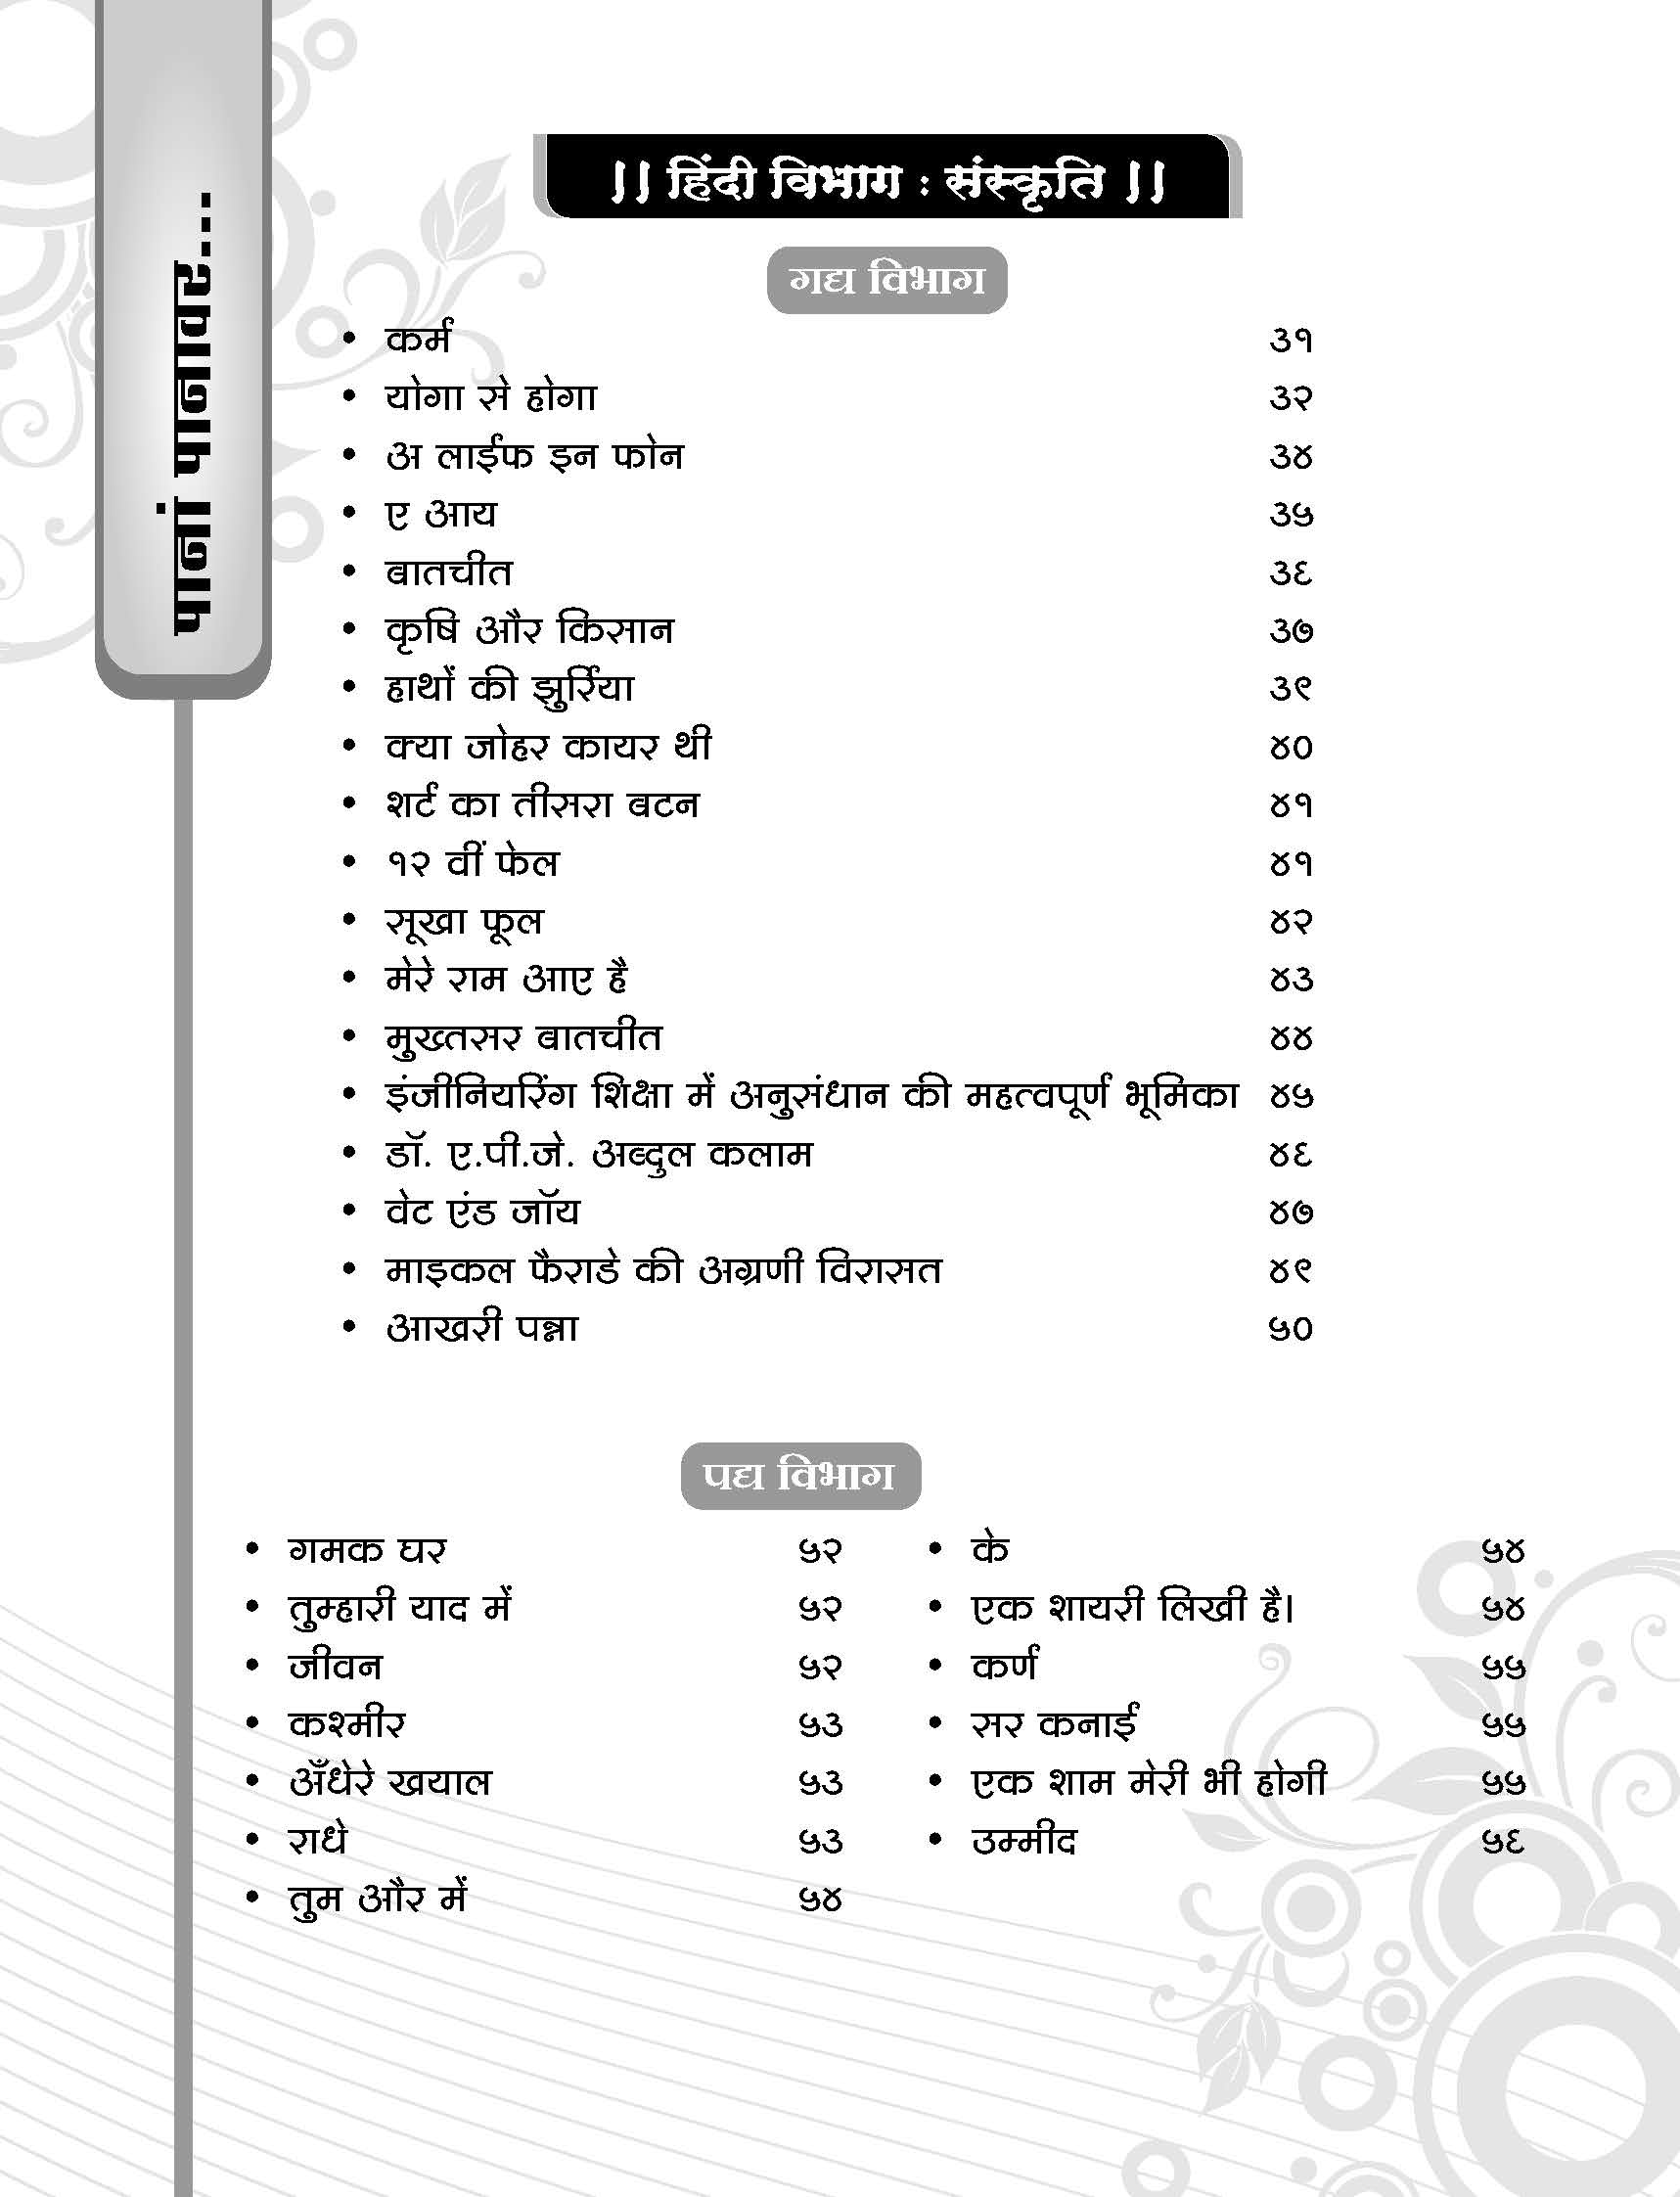 पानां पानावर...
|| हिंदी विभाग : संस्कृति ||
गद्य विभाग
• कर्म ३१
• योगा से होगा ३२
• अ लाईफ इन फोन ३४
• ए आय ३५
• बातचीत ३६
• कृषि और किसान ३७
• हाथों की झुर्रिया ३९
• क्या जोहर कायर थी ४०
• शर्ट का तीसरा बटन ४१
• १२ वीं फेल ४१
• सूखा फूल ४२
• मेरे राम आए है ४३
• मुख्तसर बातचीत ४४
• इंजीनियरिंग शिक्षा में अनुसंधान की महत्वपूर्ण भूमिका ४५
• डॉ. ए.पी.जे. अब्दुल कलाम ४६
• वेट एंड जॉय ४७
• माइकल फैराडे की अग्रणी विरासत ४९
• आखरी पन्ना ५०
पद्य विभाग
• गमक घर ५२
• तुम्हारी याद में ५२
• जीवन ५२
• कश्मीर ५३
• अँधेरे खयाल ५३
• राधे ५३
• तुम और में ५४
• के ५४
• एक शायरी लिखी है। ५४
• कर्ण ५५
• सर कनाई ५५
• एक शाम मेरी भी होगी ५५
• उम्मीद ५६